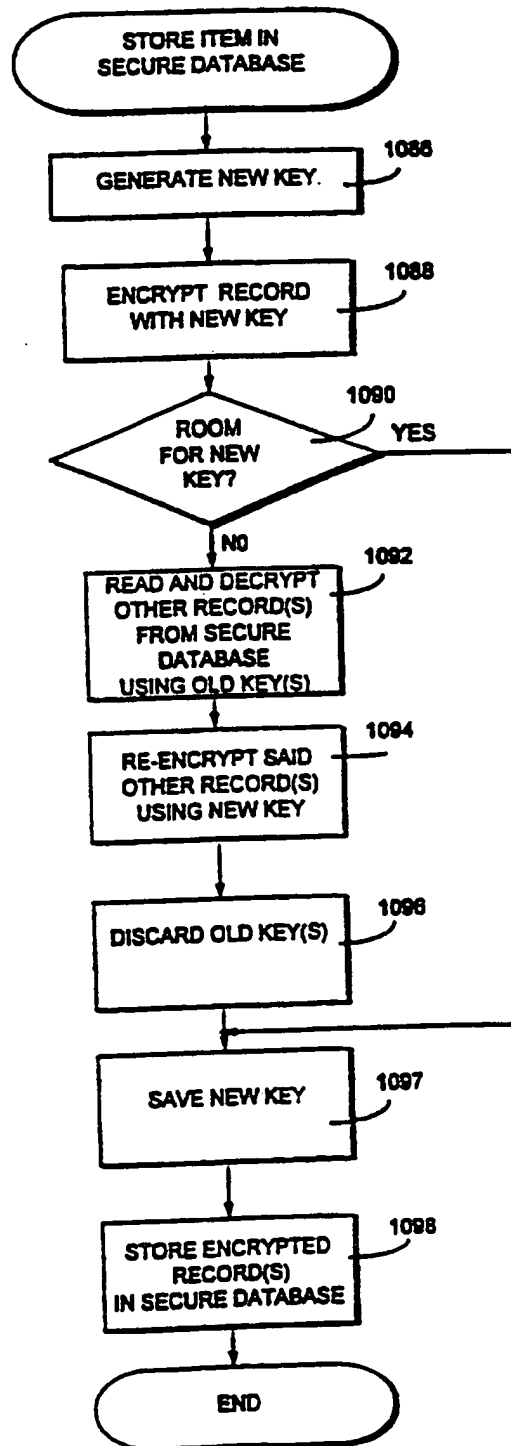 STORE ITEM IN
SECURE DATABASE
1086
GENERATE NEW KEY.
1088
ENCRYPT RECORD
WITH NEW KEY
1090
ROOM
FOR NEW
KEY?
YES
NO
1092
READ AND DECRYPT
OTHER RECORD(S)
FROM SECURE
DATABASE
USING OLD KEY(S)
1094
RE-ENCRYPT SAID
OTHER RECORD(S)
USING NEW KEY
1096
DISCARD OLD KEY(S)
1097
SAVE NEW KEY
1098
STORE ENCRYPTED
RECORD(S)
IN SECURE DATABASE
END